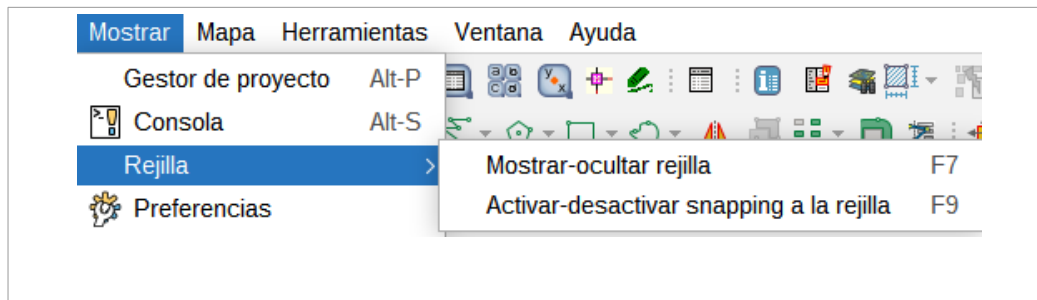 Mostrar Mapa Herramientas Ventana Ayuda
Gestor de proyecto Alt-P
Consola Alt-S
Rejilla
Mostrar-ocultar rejilla F7
Preferencias
Activar-desactivar snapping a la rejilla F9